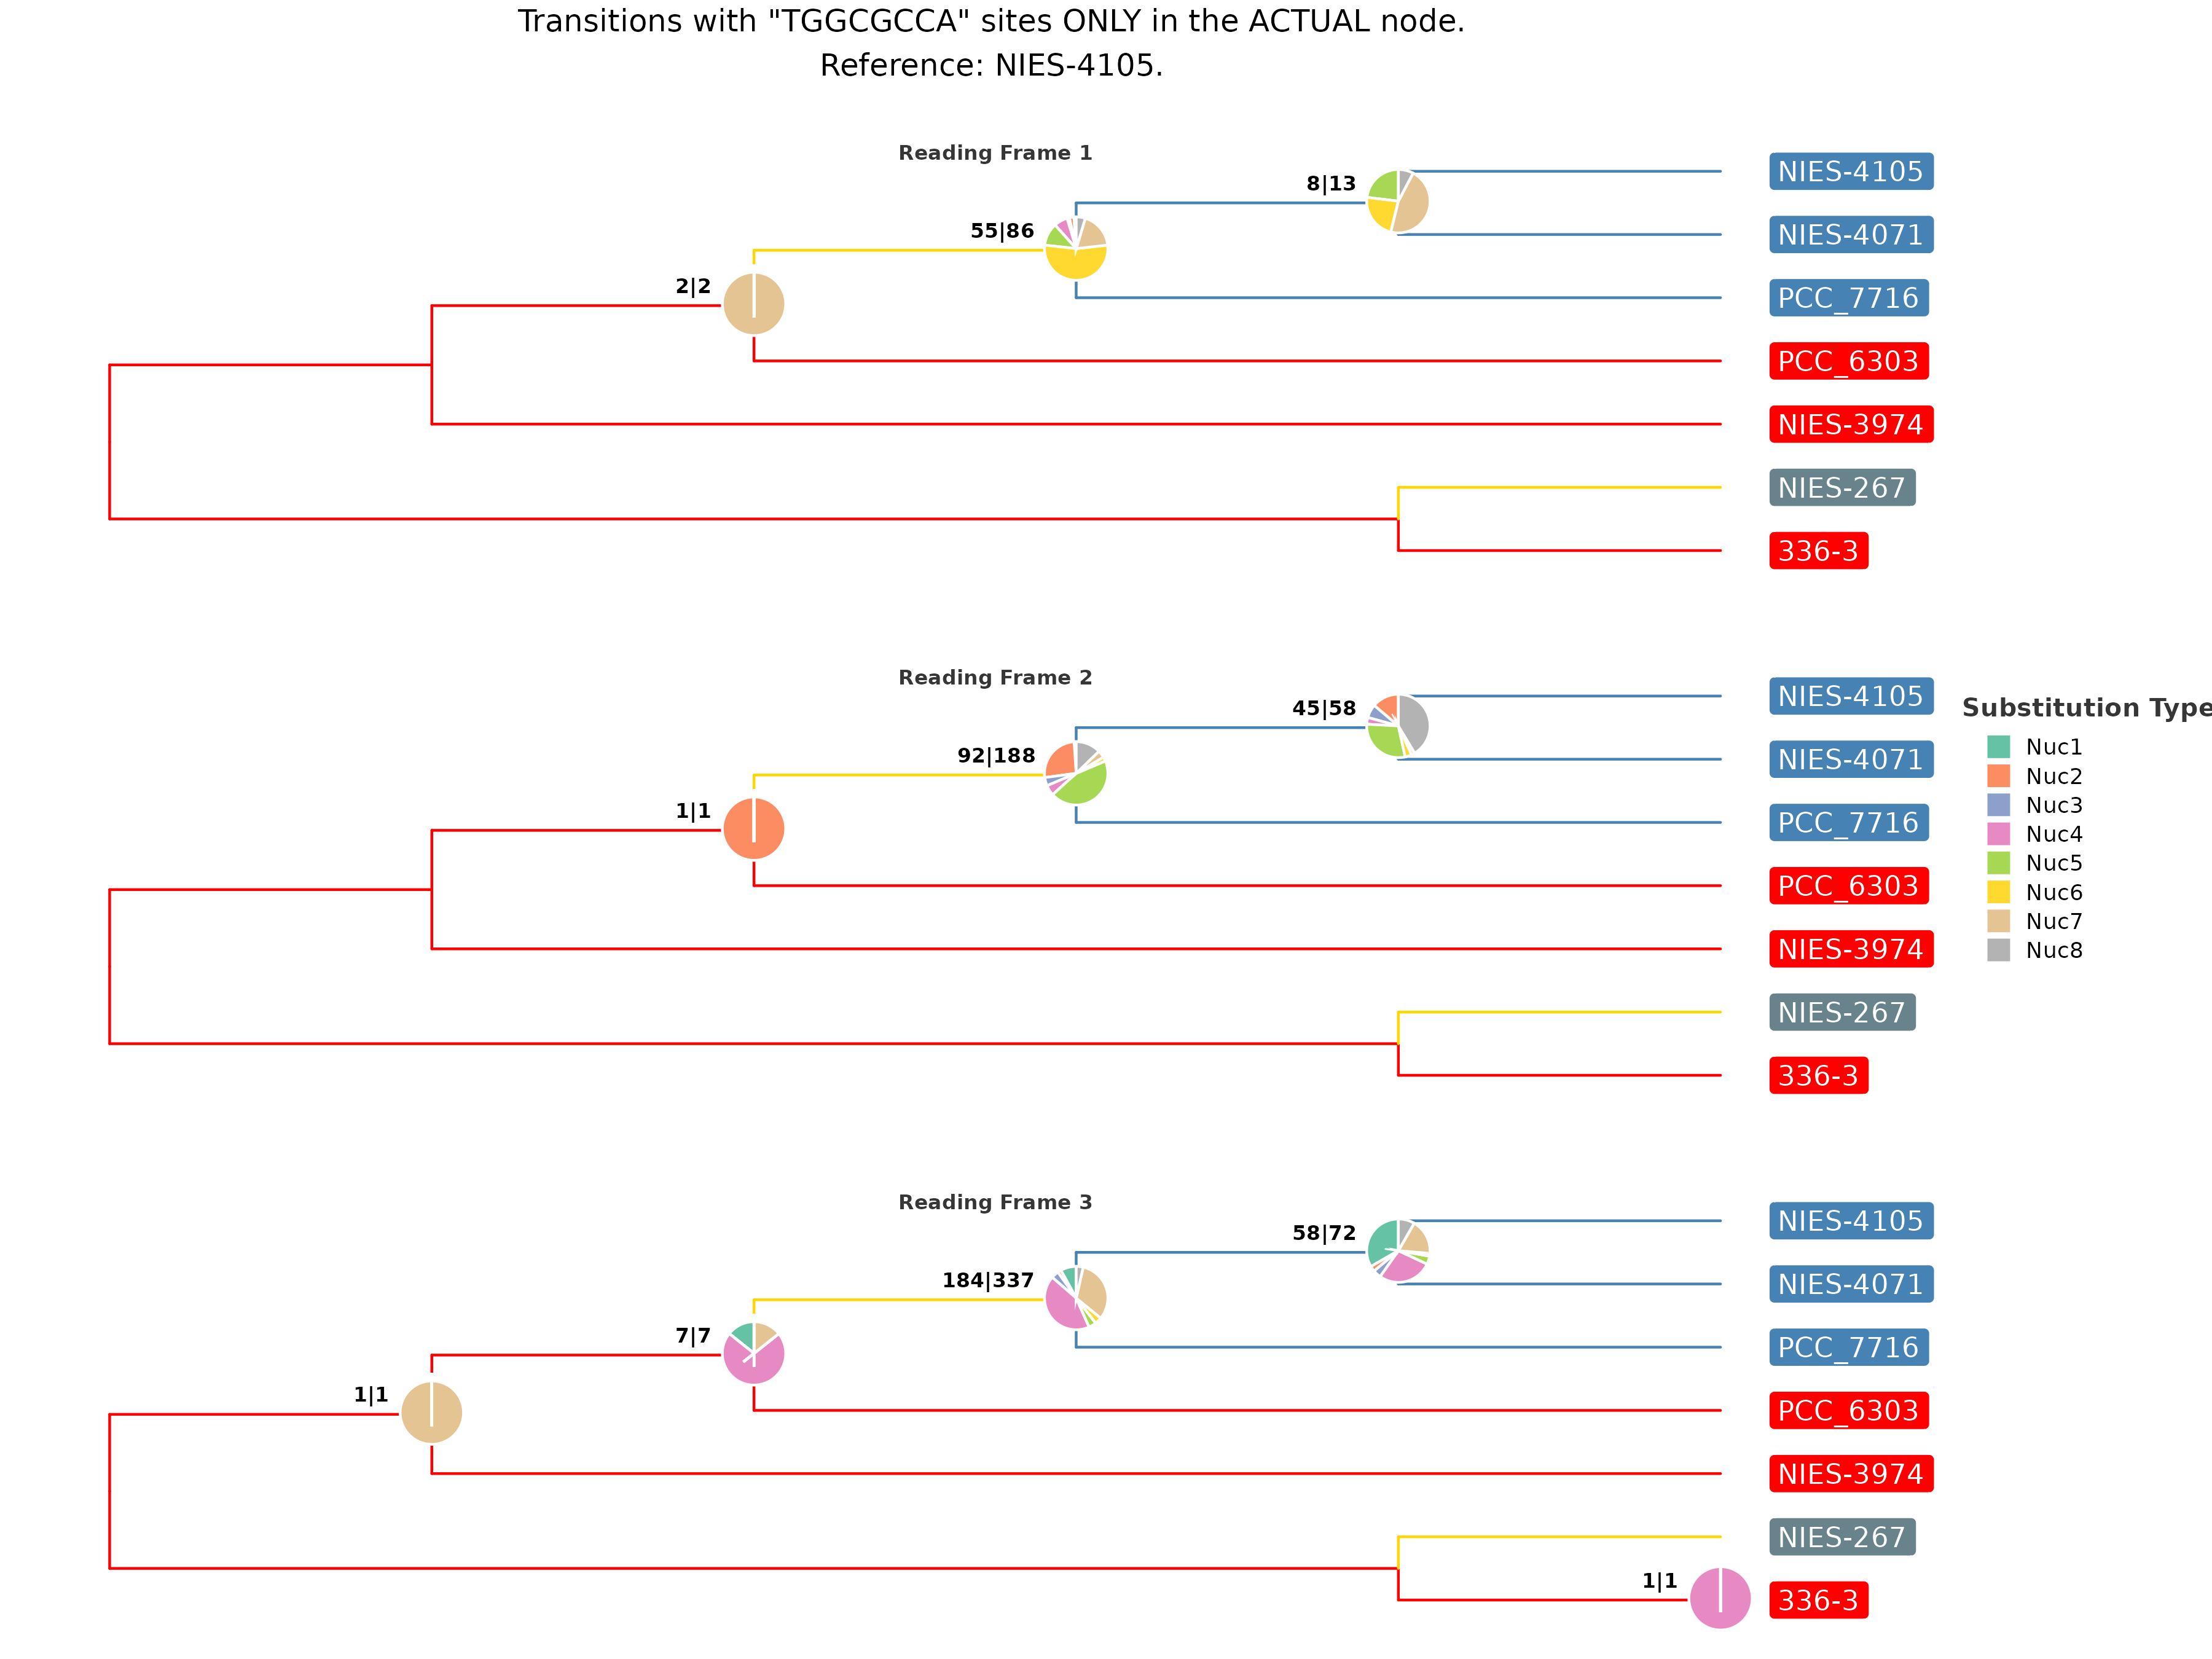 Transitions with "TGGCGCCA" sites ONLY in the ACTUAL node.
Reference: NIES-4105.
Reading Frame 1
NIES-4105
8|13
NIES-4071
55|86
2|2
PCC_7716
PCC_6303
NIES-3974
NIES-267
336-3
Reading Frame 2
NIES-4105
45|58
NIES-4071
92|188
1|1
PCC_7716
PCC_6303
NIES-3974
NIES-267
336-3
Substitution Type
Nuc1
Nuc2
Nuc3
Nuc4
Nuc5
Nuc6
Nuc7
Nuc8
Reading Frame 3
NIES-4105
58|72
NIES-4071
184|337
7|7
PCC_7716
1|1
PCC_6303
NIES-3974
NIES-267
1|1
336-3